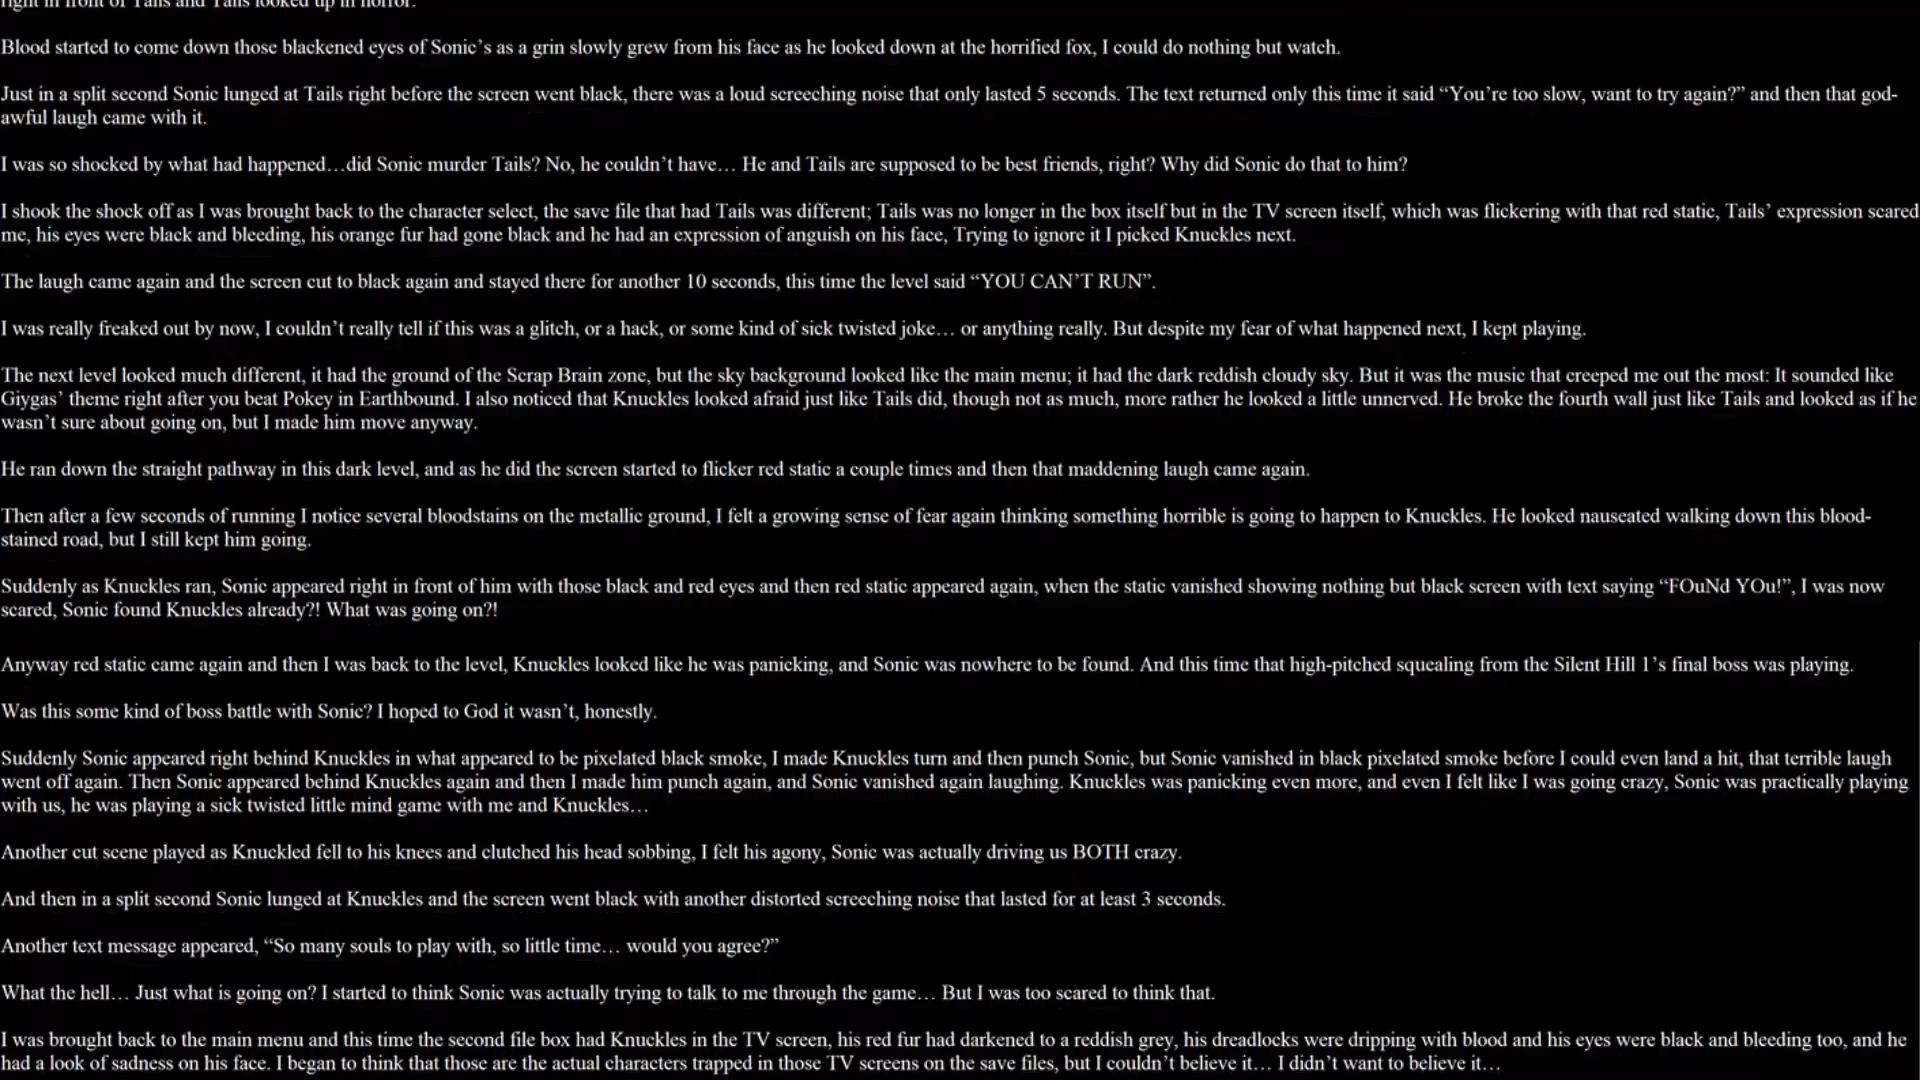 right in front of Tails and Tails looked up in horror.
Blood started to come down those blackened eyes of Sonic’s as a grin slowly grew from his face as he looked down at the horrified fox, I could do nothing but watch.
Just in a split second Sonic lunged at Tails right before the screen went black, there was a loud screeching noise that only lasted 5 seconds. The text returned only this time it said “You’re too slow, want to try again?” and then that god-
awful laugh came with it.
I was so shocked by what had happened…did Sonic murder Tails? No, he couldn’t have… He and Tails are supposed to be best friends, right? Why did Sonic do that to him?
I shook the shock off as I was brought back to the character select, the save file that had Tails was different; Tails was no longer in the box itself but in the TV screen itself, which was flickering with that red static, Tails’ expression scared
me, his eyes were black and bleeding, his orange fur had gone black and he had an expression of anguish on his face, Trying to ignore it I picked Knuckles next.
The laugh came again and the screen cut to black again and stayed there for another 10 seconds, this time the level said “YOU CAN’T RUN”.
I was really freaked out by now, I couldn’t really tell if this was a glitch, or a hack, or some kind of sick twisted joke… or anything really. But despite my fear of what happened next, I kept playing.
The next level looked much different, it had the ground of the Scrap Brain zone, but the sky background looked like the main menu; it had the dark reddish cloudy sky. But it was the music that creeped me out the most: It sounded like
Giygas’ theme right after you beat Pokey in Earthbound. I also noticed that Knuckles looked afraid just like Tails did, though not as much, more rather he looked a little unnerved. He broke the fourth wall just like Tails and looked as if he
wasn’t sure about going on, but I made him move anyway.
He ran down the straight pathway in this dark level, and as he did the screen started to flicker red static a couple times and then that maddening laugh came again.
Then after a few seconds of running I notice several bloodstains on the metallic ground, I felt a growing sense of fear again thinking something horrible is going to happen to Knuckles. He looked nauseated walking down this blood-
stained road, but I still kept him going.
Suddenly as Knuckles ran, Sonic appeared right in front of him with those black and red eyes and then red static appeared again, when the static vanished showing nothing but black screen with text saying “FOuNd YOu!”, I was now
scared, Sonic found Knuckles already?! What was going on?!
Anyway red static came again and then I was back to the level, Knuckles looked like he was panicking, and Sonic was nowhere to be found. And this time that high-pitched squealing from the Silent Hill 1’s final boss was playing.
Was this some kind of boss battle with Sonic? I hoped to God it wasn’t, honestly.
Suddenly Sonic appeared right behind Knuckles in what appeared to be pixelated black smoke, I made Knuckles turn and then punch Sonic, but Sonic vanished in black pixelated smoke before I could even land a hit, that terrible laugh
went off again. Then Sonic appeared behind Knuckles again and then I made him punch again, and Sonic vanished again laughing. Knuckles was panicking even more, and even I felt like I was going crazy, Sonic was practically playing
with us, he was playing a sick twisted little mind game with me and Knuckles…
Another cut scene played as Knuckled fell to his knees and clutched his head sobbing, I felt his agony, Sonic was actually driving us BOTH crazy.
And then in a split second Sonic lunged at Knuckles and the screen went black with another distorted screeching noise that lasted for at least 3 seconds.
Another text message appeared, “So many souls to play with, so little time… would you agree?”
What the hell… Just what is going on? I started to think Sonic was actually trying to talk to me through the game… But I was too scared to think that.
I was brought back to the main menu and this time the second file box had Knuckles in the TV screen, his red fur had darkened to a reddish grey, his dreadlocks were dripping with blood and his eyes were black and bleeding too, and he
had a look of sadness on his face. I began to think that those are the actual characters trapped in those TV screens on the save files, but I couldn’t believe it… I didn’t want to believe it…